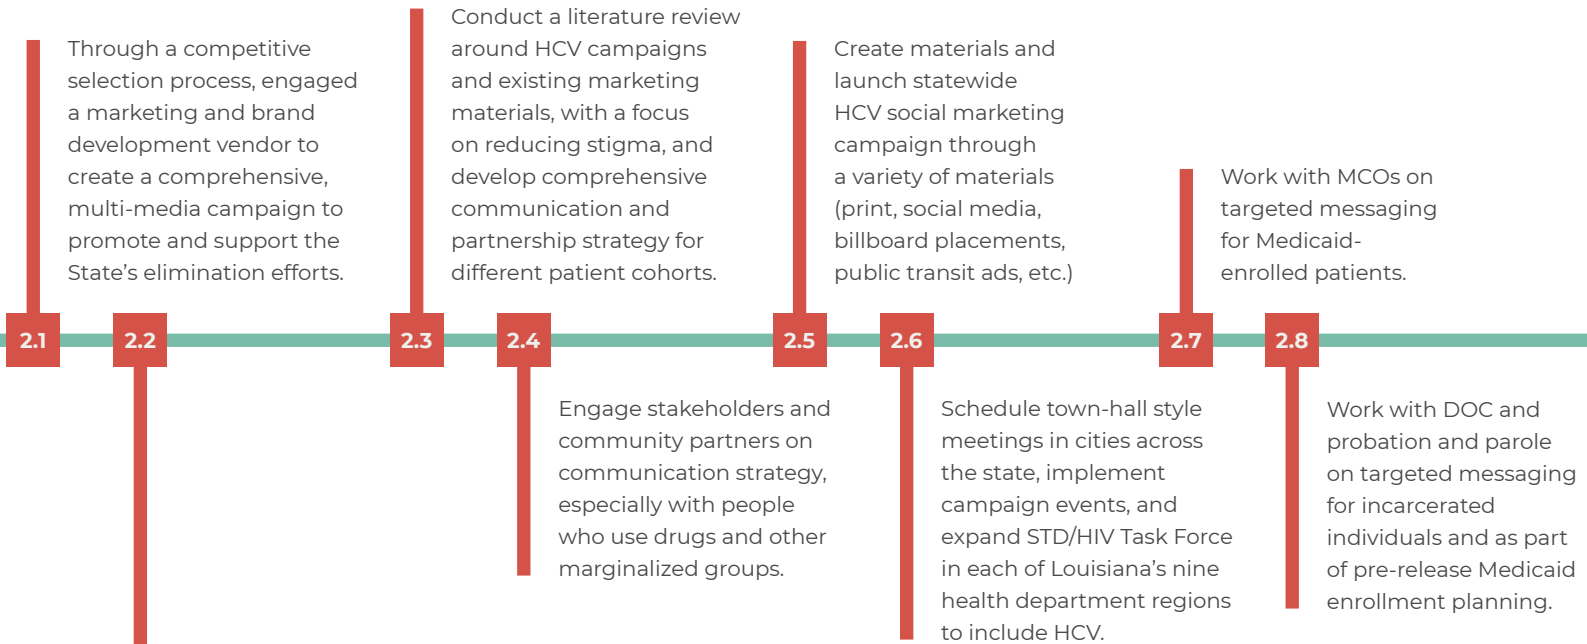 Through a competitive
selection process, engaged
a marketing and brand
development vendor to
create a comprehensive,
multi-media campaign to
promote and support the
State's elimination efforts.
Conduct a literature review
around HCV campaigns
and existing marketing
materials, with a focus
on reducing stigma, and
develop comprehensive
communication and
partnership strategy for
different patient cohorts.
Create materials and
launch statewide
HCV social marketing
campaign through
a variety of materials
(print, social media,
billboard placements,
public transit ads, etc.)
Work with MCOs on
targeted messaging
for Medicaid-
enrolled patients.
2.1
2.2
2.3
2.4
2.5
2.6
2.7
2.8
Engage stakeholders and
community partners on
communication strategy,
especially with people
who use drugs and other
marginalized groups.
Schedule town-hall style
meetings in cities across
the state, implement
campaign events, and
expand STD/HIV Task Force
in each of Louisiana's nine
health department regions
to include HCV.
Work with DOC and
probation and parole
on targeted messaging
for incarcerated
individuals and as part
of pre-release Medicaid
enrollment planning.